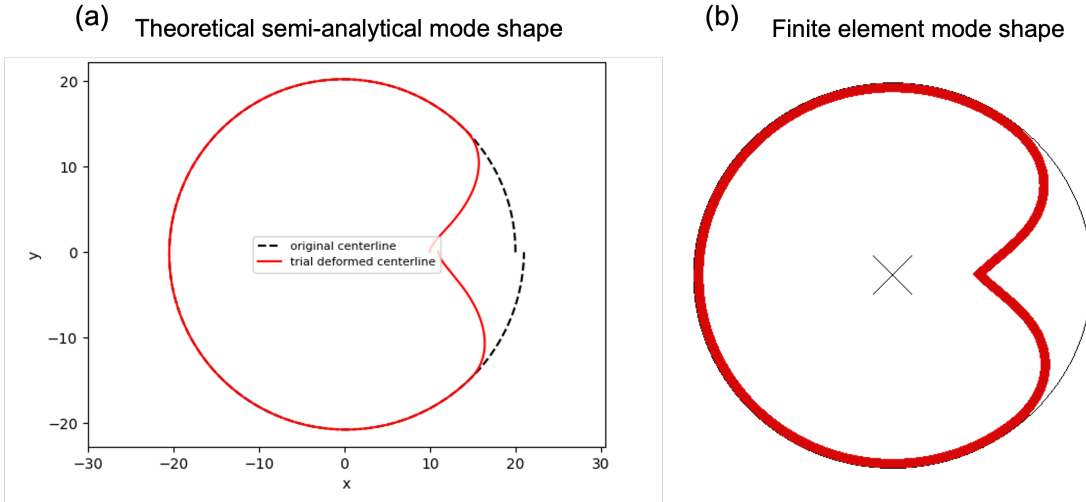 (a) Theoretical semi-analytical mode shape
(b) Finite element mode shape
20
10
0
−10
−20
y
original centerline
trial deformed centerline
−30 −20 −10 0 10 20 30
x